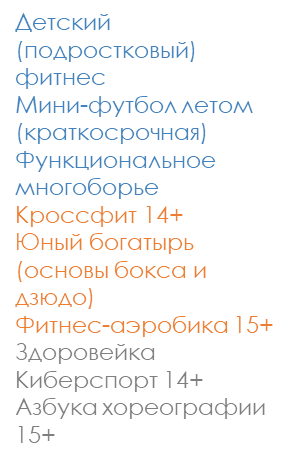 Детский
(подростковый)
фитнес
Мини-футбол летом
(краткосрочная)
Функциональное
многоборье
Кроссфит 14+
Юный богатырь
(основы бокса и
дзюдо)
Фитнес-аэробика 15+
Здоровейка
Киберспорт 14+
Азбука хореографии
15+